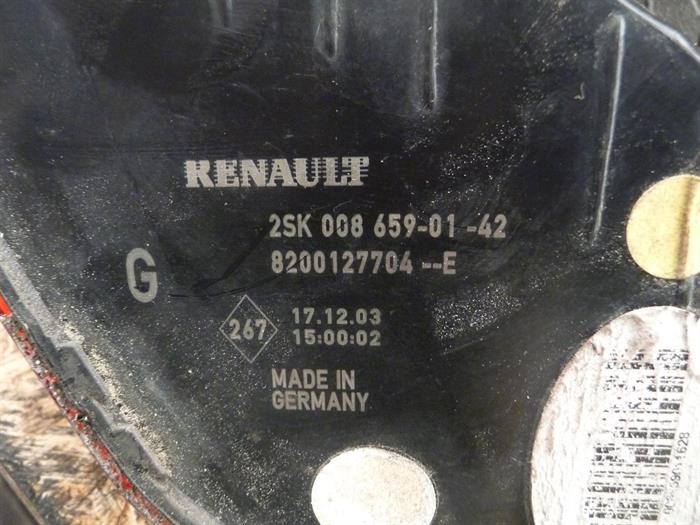 RENAULT
2SK 008 659-01-42
8200127704--E
G
267
17.12.03
15:00:02
MADE IN
GERMANY